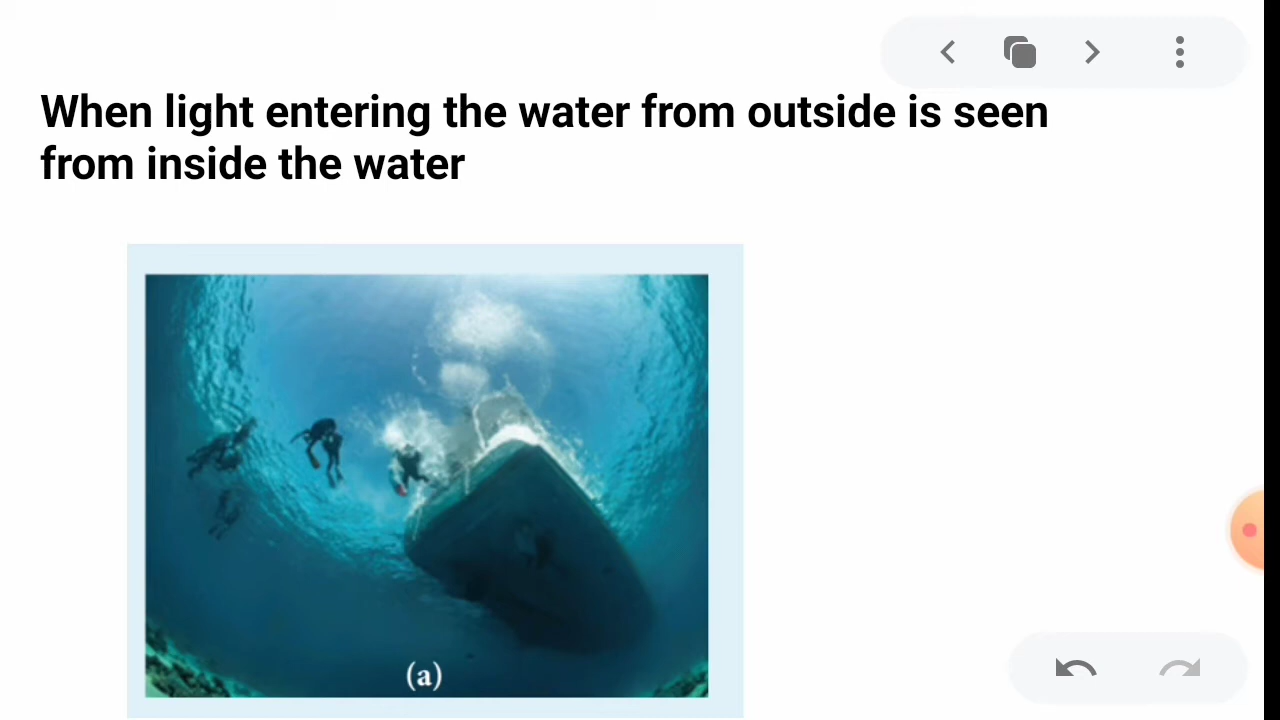 When light entering the water from outside is seen
from inside the water
(a)